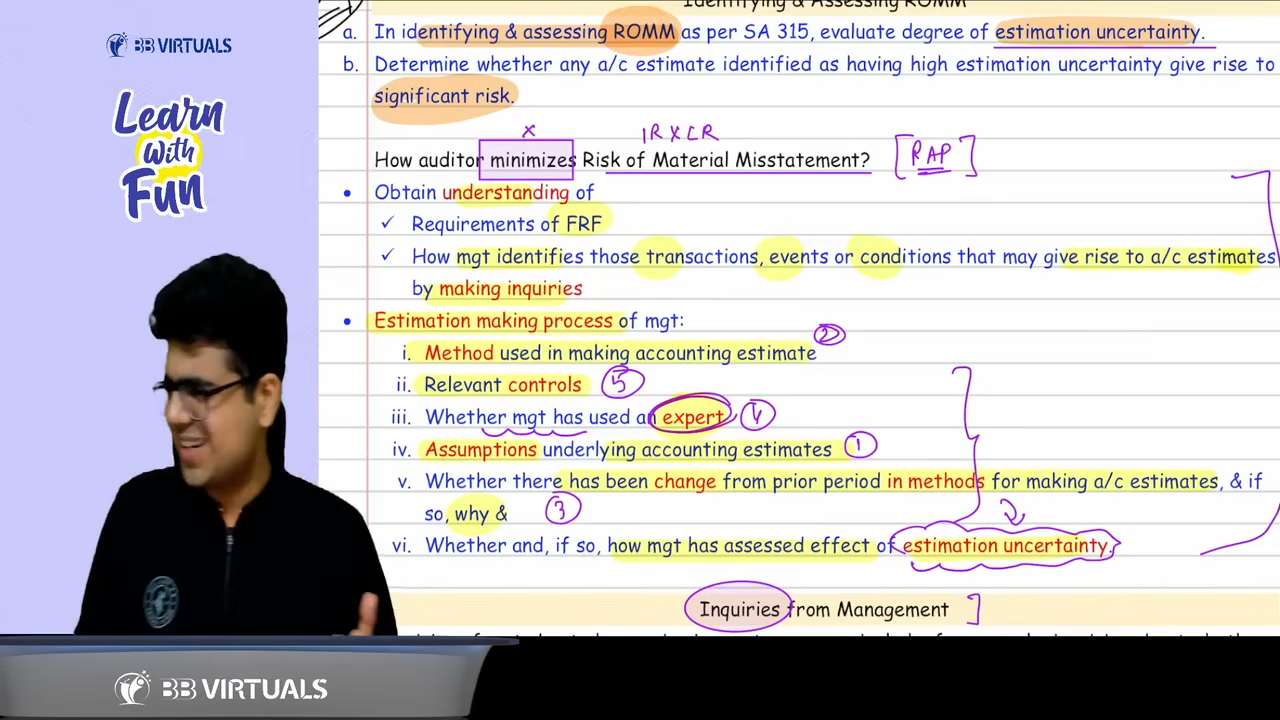 Identifying & Assessing ROMM
BB VIRTUALS
a. In identifying & assessing ROMM as per SA 315, evaluate degree of estimation uncertainty.
b. Determine whether any a/c estimate identified as having high estimation uncertainty give rise to
significant risk.
Learn
With
Fun
x IR x CR
How auditor minimizes Risk of Material Misstatement? [RAP]
• Obtain understanding of
✓ Requirements of FRF
✓ How mgt identifies those transactions, events or conditions that may give rise to a/c estimates
by making inquiries
• Estimation making process of mgt:
i. Method used in making accounting estimate 2
ii. Relevant controls 5
iii. Whether mgt has used an expert 4
iv. Assumptions underlying accounting estimates 1
v. Whether there has been change from prior period in methods for making a/c estimates, & if
so, why & 3
vi. Whether and, if so, how mgt has assessed effect of estimation uncertainty.
Inquiries from Management ]
BB VIRTUALS